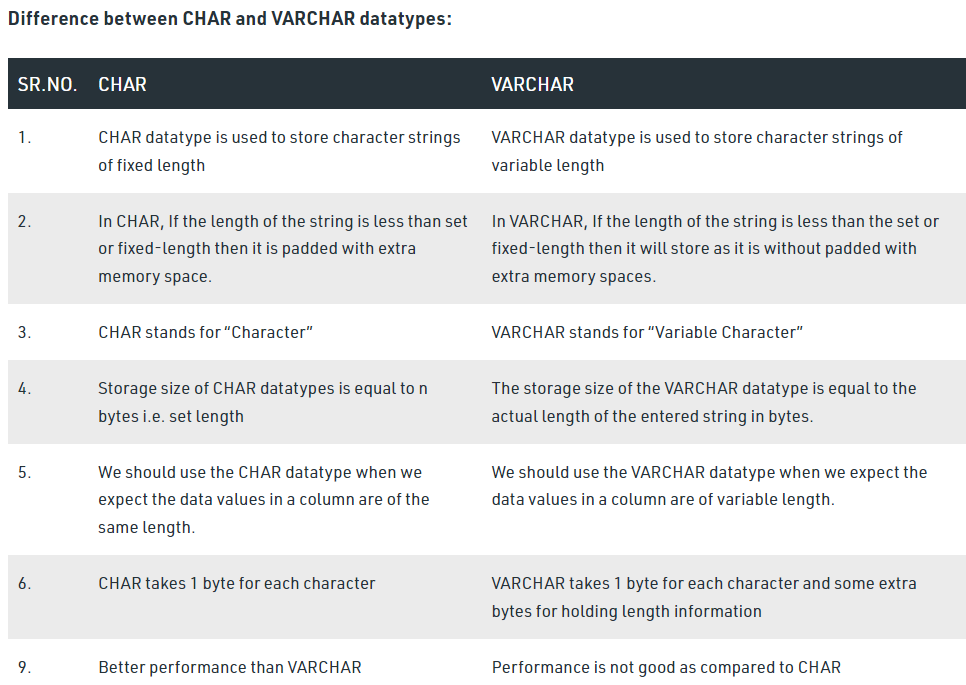 Difference between CHAR and VARCHAR datatypes:
SR.NO. CHAR VARCHAR
1. CHAR datatype is used to store character strings VARCHAR datatype is used to store character strings of
of fixed length variable length
2. In CHAR, If the length of the string is less than set In VARCHAR, If the length of the string is less than the set or
or fixed-length then it is padded with extra fixed-length then it will store as it is without padded with
memory space. extra memory spaces.
3. CHAR stands for “Character” VARCHAR stands for “Variable Character”
4. Storage size of CHAR datatypes is equal to n The storage size of the VARCHAR datatype is equal to the
bytes i.e. set length actual length of the entered string in bytes.
5. We should use the CHAR datatype when we We should use the VARCHAR datatype when we expect the
expect the data values in a column are of the data values in a column are of variable length.
same length.
6. CHAR takes 1 byte for each character VARCHAR takes 1 byte for each character and some extra
bytes for holding length information
9. Better performance than VARCHAR Performance is not good as compared to CHAR